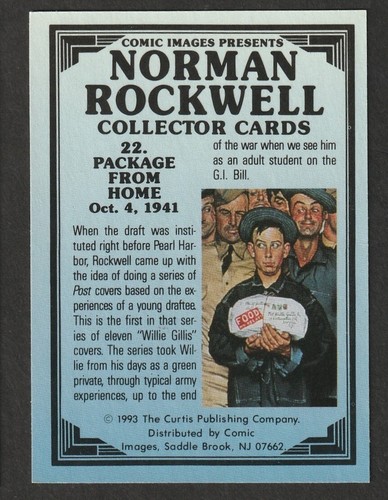 COMIC IMAGES PRESENTS
NORMAN
ROCKWELL
COLLECTOR CARDS
22.
PACKAGE
FROM
HOME
Oct. 4, 1941
When the draft was insti-
tuted right before Pearl Har-
bor, Rockwell came up with
the idea of doing a series of
Post covers based on the ex-
periences of a young draftee.
This is the first in that ser-
ies of eleven "Willie Gillis"
covers. The series took Wil-
lie from his days as a green
private, through typical army
experiences, up to the end
of the war when we see him
as an adult student on the
G.I. Bill.
FOOD
© 1993 The Curtis Publishing Company.
Distributed by Comic
Images, Saddle Brook, NJ 07662